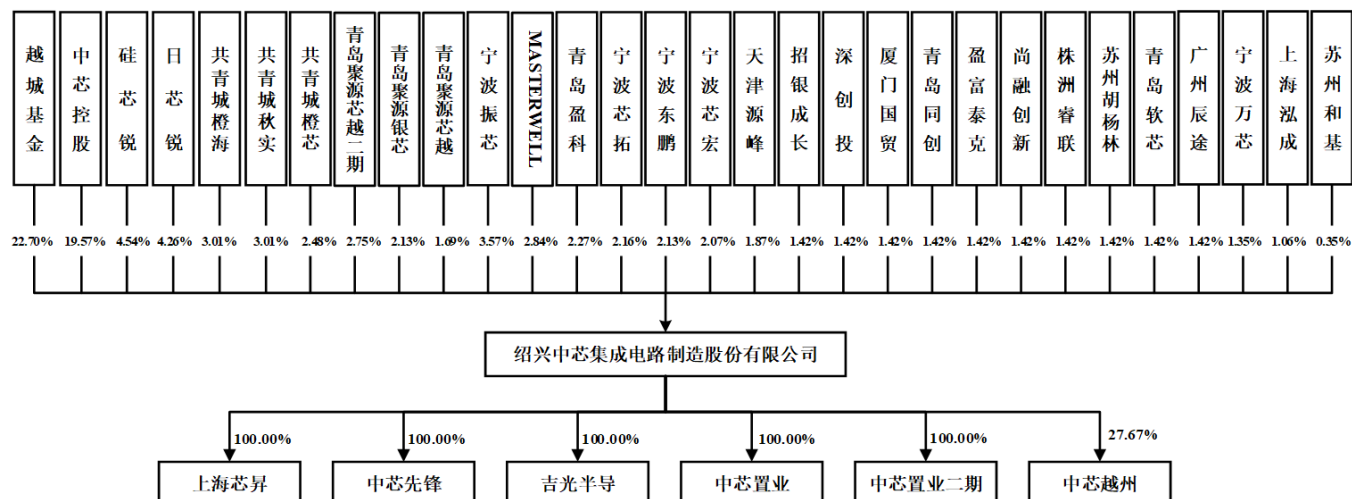 越城基金
中芯控股
硅芯锐
日芯锐
共青城橙海
共青城秋实
共青城橙芯
青岛聚源芯越二期
青岛聚源银芯
青岛聚源芯越
宁波振芯
MASTERWELL
青岛盈科
宁波芯拓
宁波东鹏
宁波芯宏
天津源峰
招银成长
深创投
厦门国贸
青岛同创
盈富泰克
尚融创新
株洲睿联
苏州胡杨林
青岛软芯
广州辰途
宁波万芯
上海泓成
苏州和基
22.70% 19.57% 4.54% 4.26% 3.01% 3.01% 2.48% 2.75% 2.13% 1.69% 3.57% 2.84% 2.27% 2.16% 2.13% 2.07% 1.87% 1.42% 1.42% 1.42% 1.42% 1.42% 1.42% 1.42% 1.42% 1.42% 1.42% 1.35% 1.06% 0.35%
绍兴中芯集成电路制造股份有限公司
100.00% 100.00% 100.00% 100.00% 100.00% 27.67%
上海芯昇 中芯先锋 吉光半导 中芯置业 中芯置业二期 中芯越州